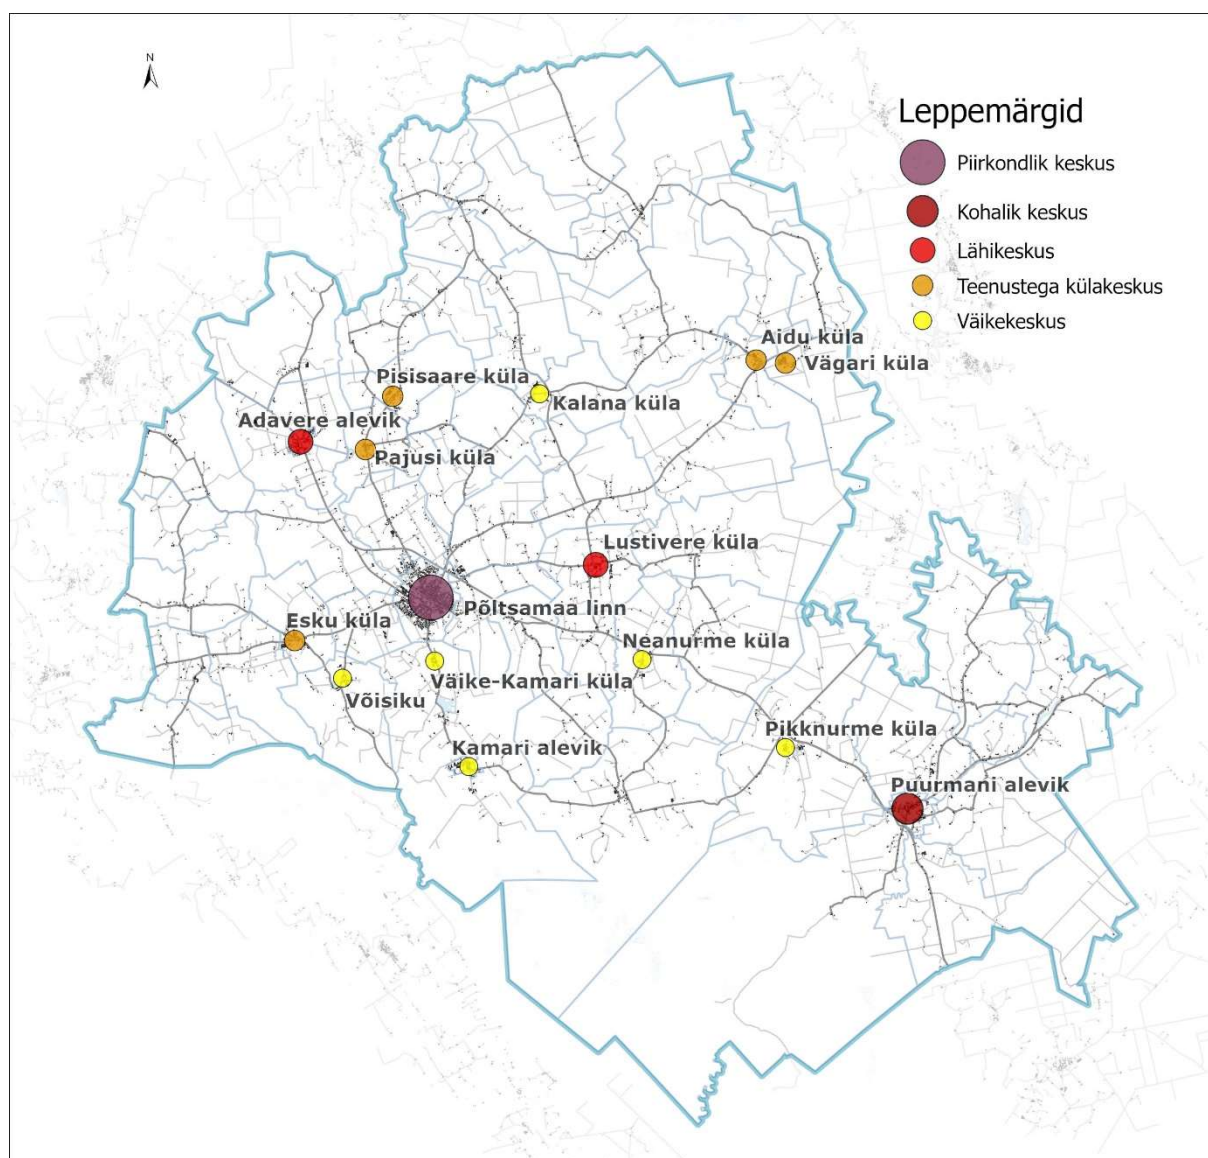 N
Leppemärgid
Piirkondlik keskus
Kohalik keskus
Lähikeskus
Teenustega külakeskus
Väikekeskus
Aidu küla
Vägari küla
Pisisaare küla
Kalana küla
Adavere alevik
Pajusi küla
Lustivere küla
Põltsamaa linn
Esku küla
Neanurme küla
Väike-Kamari küla
Võisiku
Pikknurme küla
Kamari alevik
Puurmani alevik